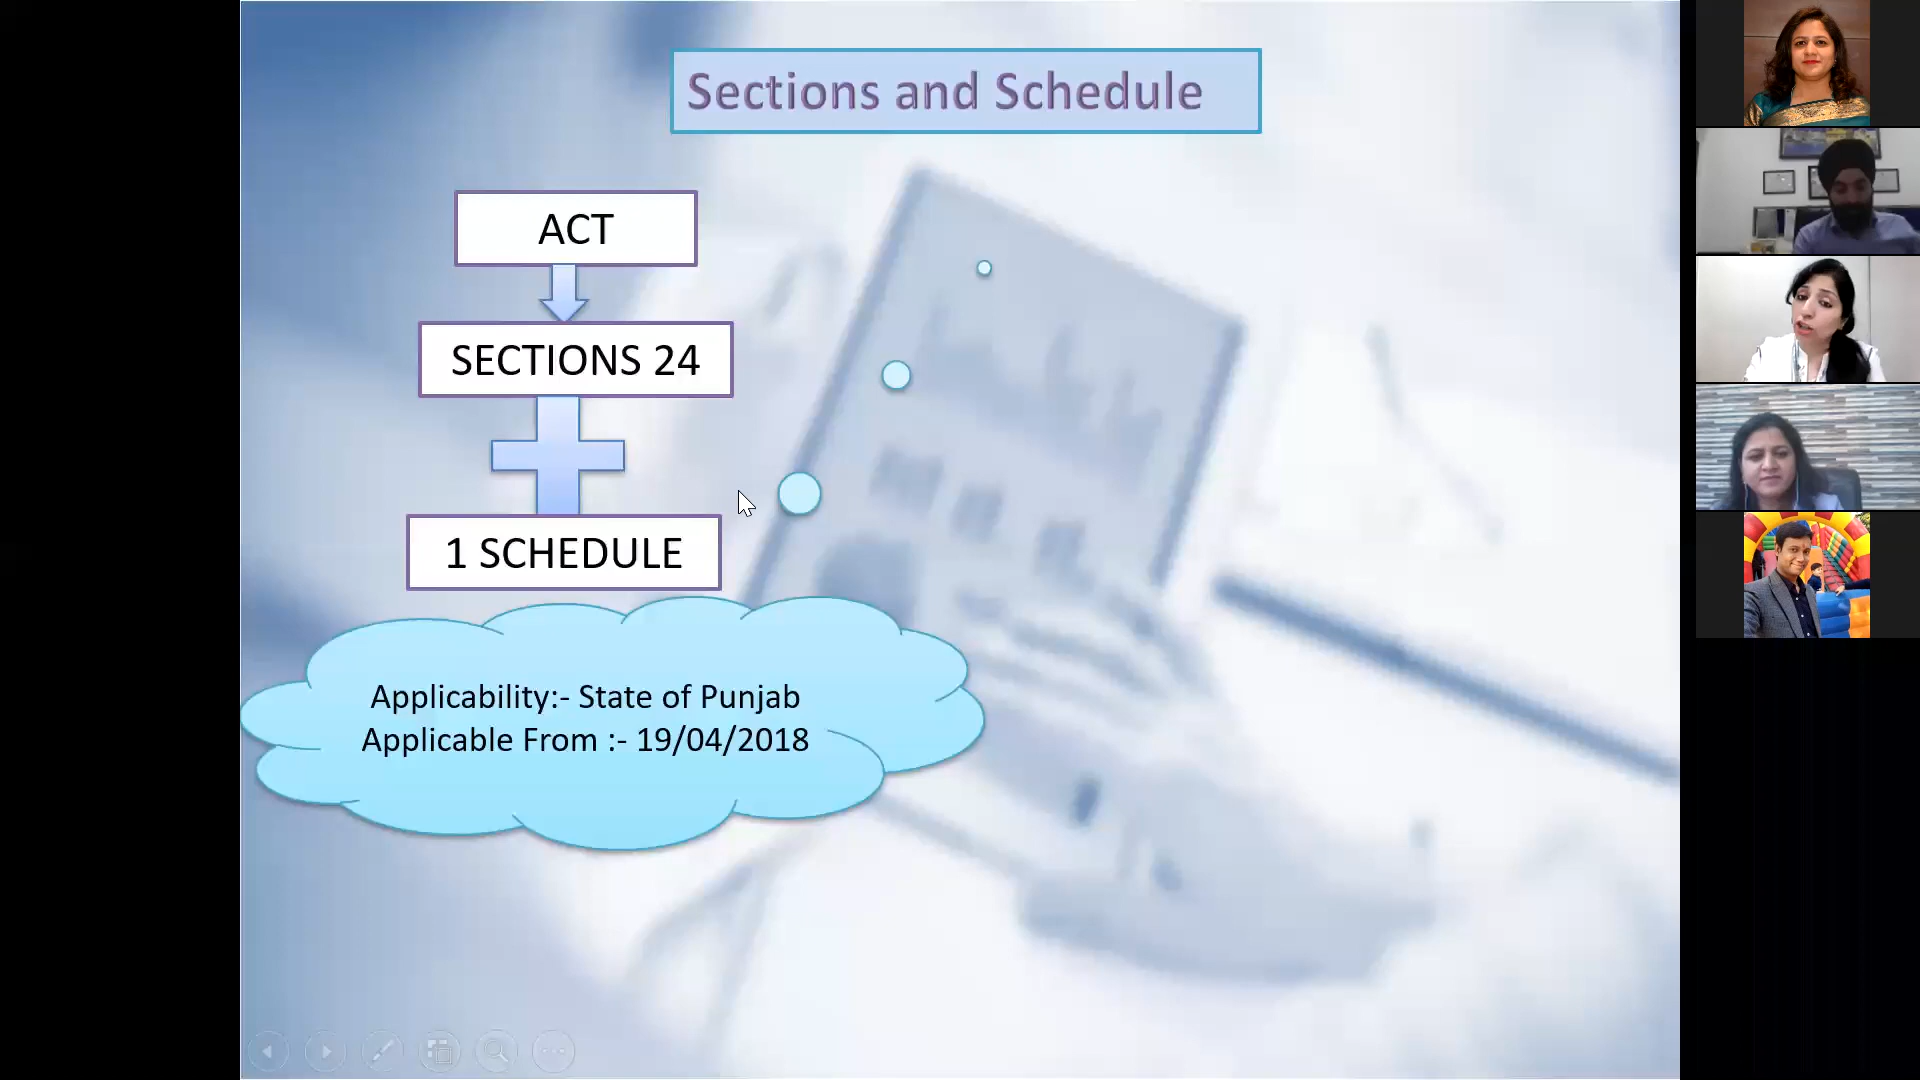 Sections and Schedule
ACT
SECTIONS 24
1 SCHEDULE
Applicability:- State of Punjab
Applicable From :- 19/04/2018